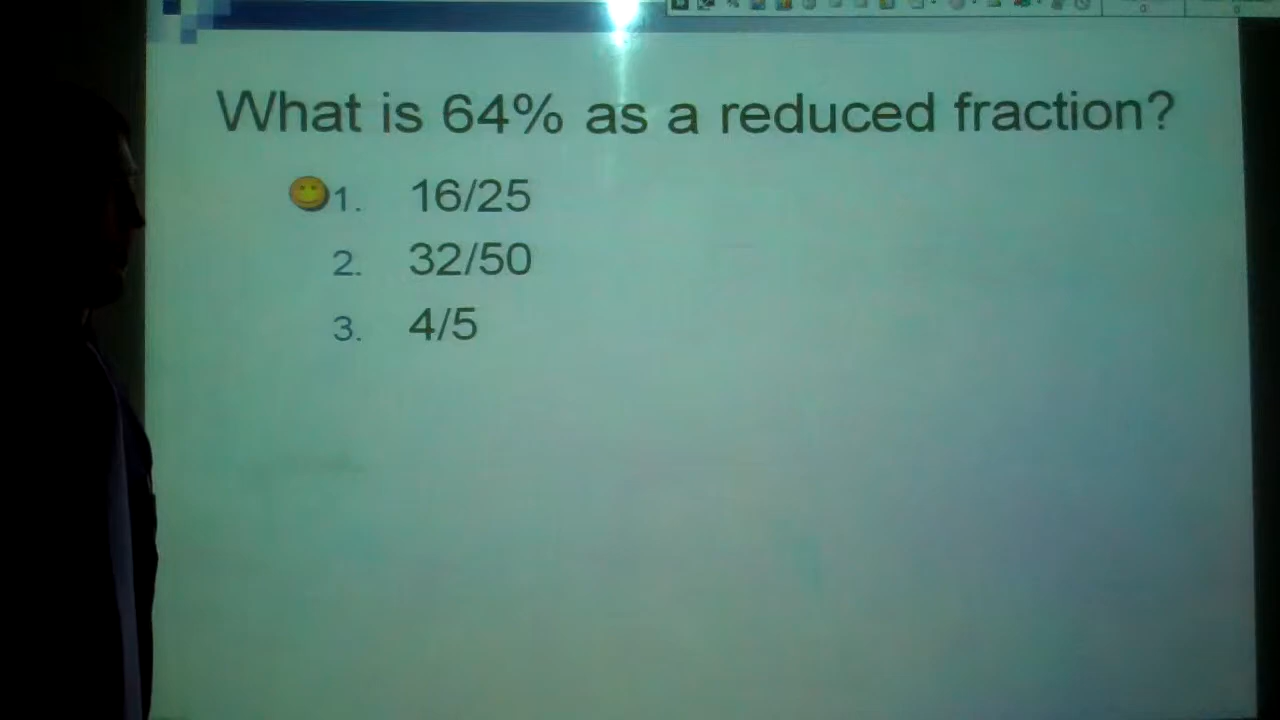 What is 64% as a reduced fraction?
1. 16/25
2. 32/50
3. 4/5